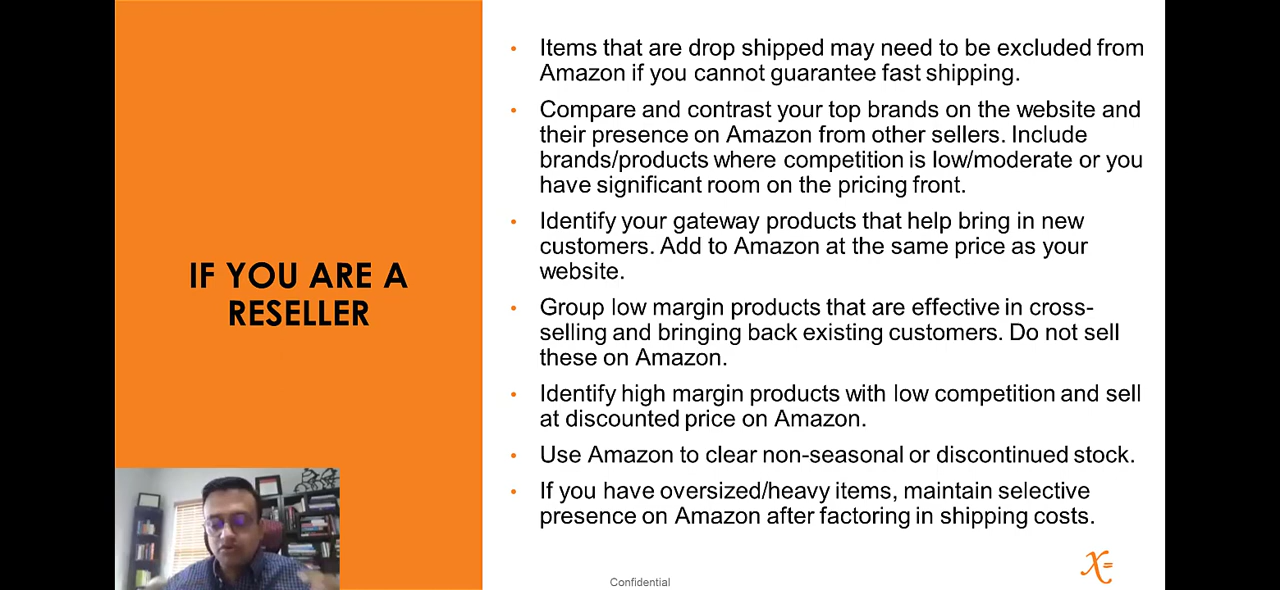 IF YOU ARE A
RESELLER
• Items that are drop shipped may need to be excluded from
Amazon if you cannot guarantee fast shipping.
• Compare and contrast your top brands on the website and
their presence on Amazon from other sellers. Include
brands/products where competition is low/moderate or you
have significant room on the pricing front.
• Identify your gateway products that help bring in new
customers. Add to Amazon at the same price as your
website.
• Group low margin products that are effective in cross-
selling and bringing back existing customers. Do not sell
these on Amazon.
• Identify high margin products with low competition and sell
at discounted price on Amazon.
• Use Amazon to clear non-seasonal or discontinued stock.
• If you have oversized/heavy items, maintain selective
presence on Amazon after factoring in shipping costs.
X=
Confidential